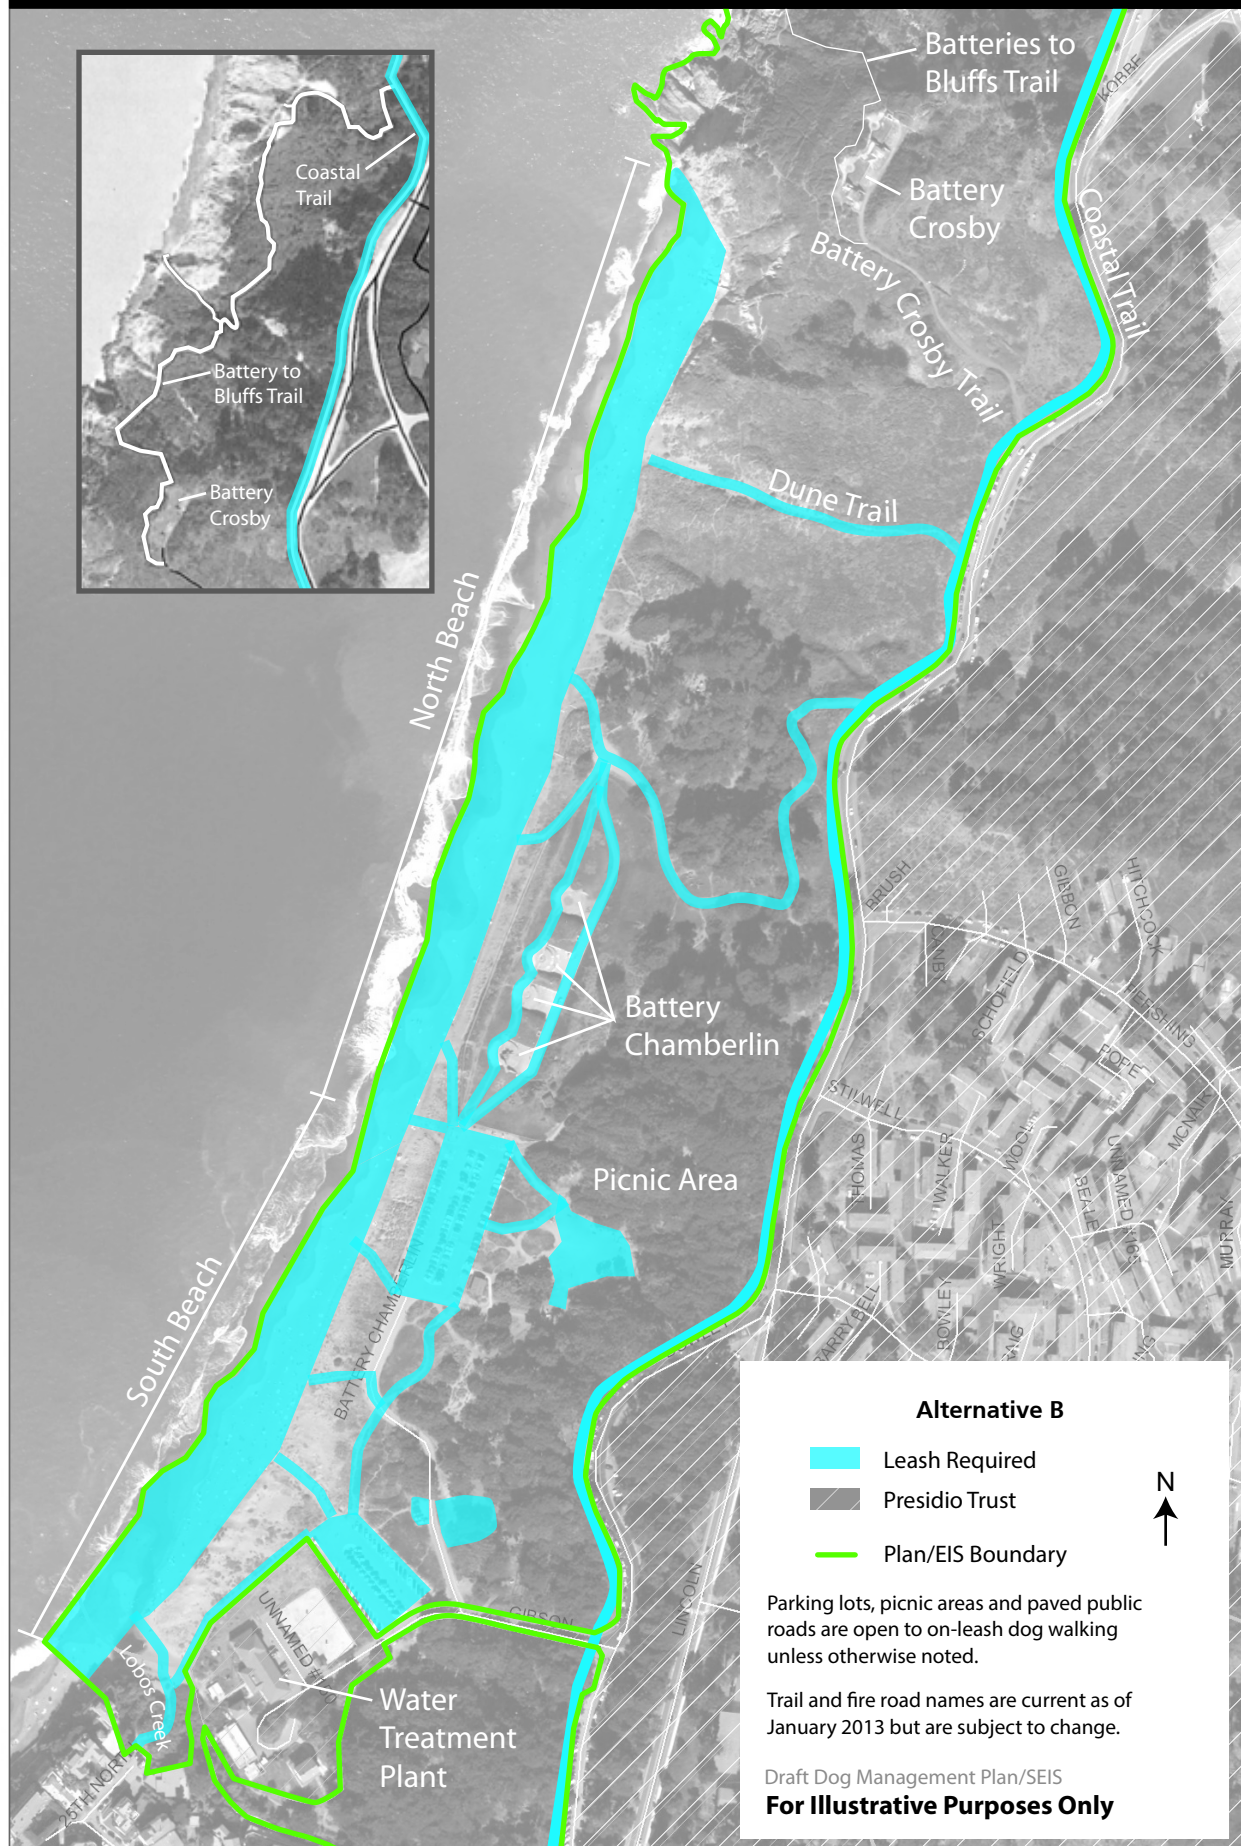 Batteries to
Bluffs Trail
KOBBE
Coastal
Trail
Battery
Crosby
Coastal Trail
Battery Crosby Trail
Battery to
Bluffs Trail
Dune Trail
Battery
Crosby
North Beach
BRUSH
GIBBON
HITCHCOCK
SCHOFIELD
PERSHING
Battery
Chamberlin
POPE
STILWELL
MCNAIR
THOMAS
WALKER
WOOL
UNNAMED #165
BEALE
Picnic Area
MURRAY
WRIGHT
BATTERY CHAMBERLIN
ROWLEY
BARRY BELL
South Beach
Alternative B
Leash Required
Presidio Trust
N
Plan/EIS Boundary
LINCOLN
GIBSON
Parking lots, picnic areas and paved public
roads are open to on-leash dog walking
unless otherwise noted.
Lobos Creek
Water
Treatment
Plant
Trail and fire road names are current as of
January 2013 but are subject to change.
25TH NORTH
Draft Dog Management Plan/SEIS
For Illustrative Purposes Only